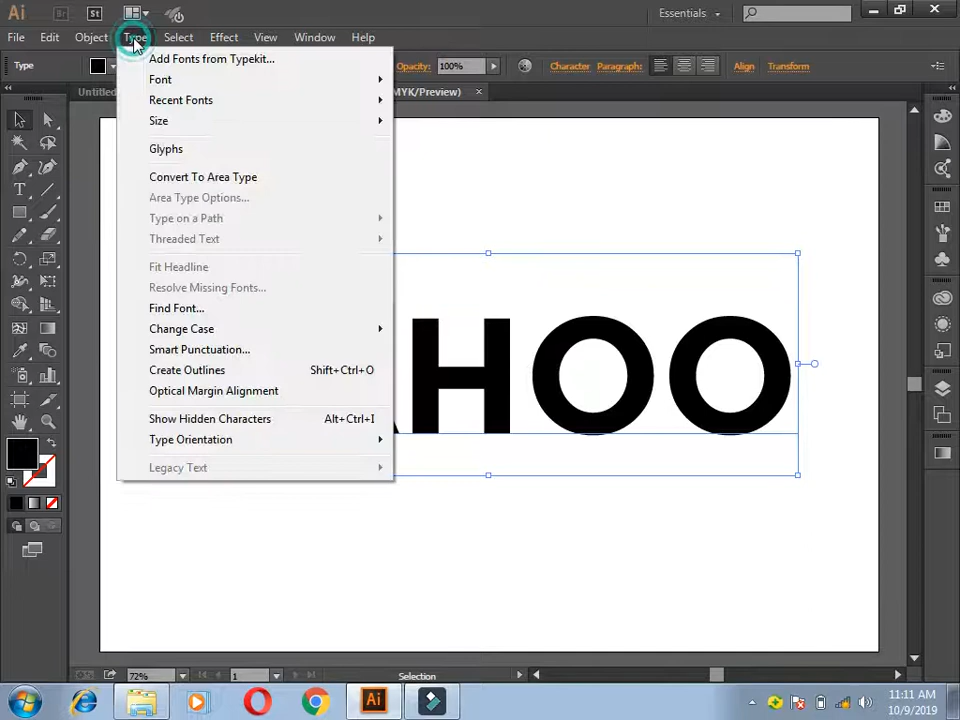 Ai Br St Essentials
File Edit Object Type Select Effect View Window Help
Type Opacity: 100% Character Paragraph: Align Transform
Untitled MYK/Preview) ×
Add Fonts from Typekit...
Font
Recent Fonts
Size
Glyphs
Convert To Area Type
Area Type Options...
Type on a Path
Threaded Text
Fit Headline
Resolve Missing Fonts...
Find Font...
Change Case
Smart Punctuation...
Create Outlines Shift+Ctrl+O
Optical Margin Alignment
Show Hidden Characters Alt+Ctrl+I
Type Orientation
Legacy Text
HOO
72% 1 Selection
Ai
11:11 AM
10/9/2019